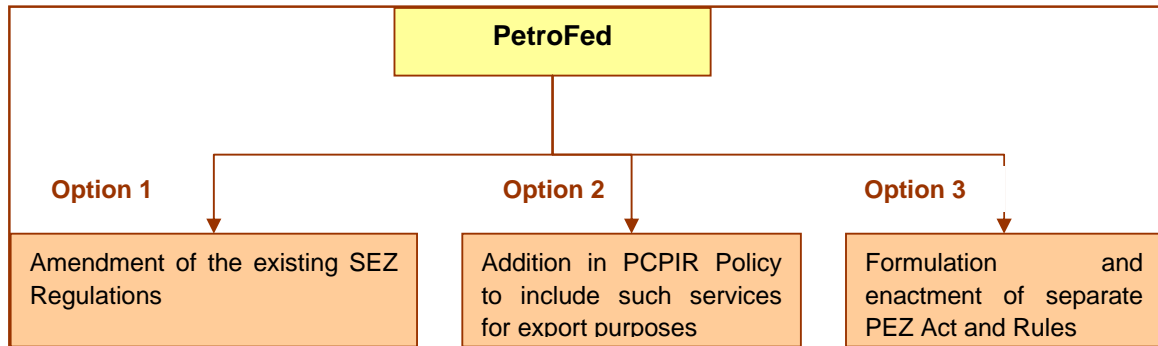 PetroFed
Option 1
Option 2
Option 3
Amendment of the existing SEZ
Regulations
Addition in PCPIR Policy
to include such services
for export purposes
Formulation and
enactment of separate
PEZ Act and Rules